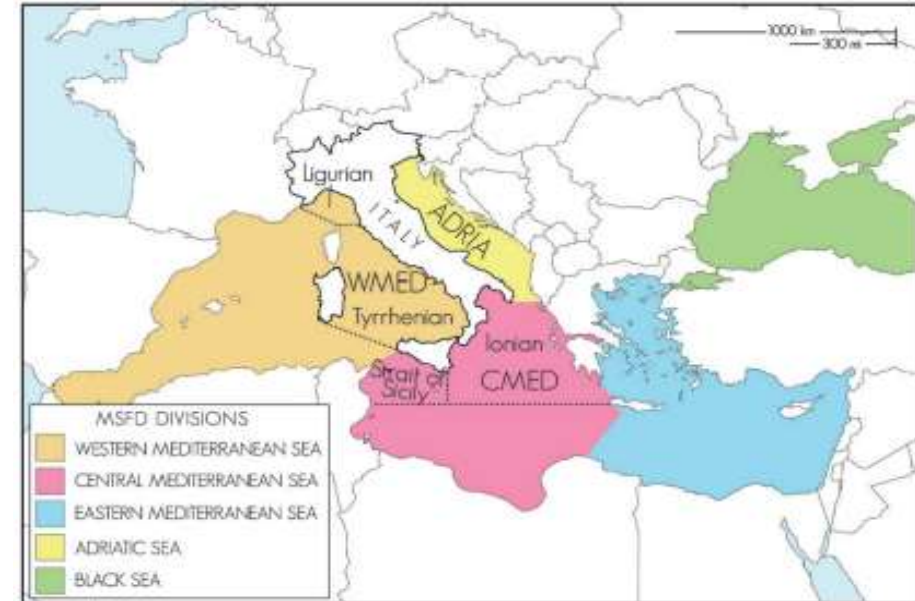 1000 km
300 mi
Ligurian
ITALY
ADRIA
WMED
Tyrrhenian
Ionian
Strait of
Sicily
CMED
MSFD DIVISIONS
WESTERN MEDITERRANEAN SEA
CENTRAL MEDITERRANEAN SEA
EASTERN MEDITERRANEAN SEA
ADRIATIC SEA
BLACK SEA